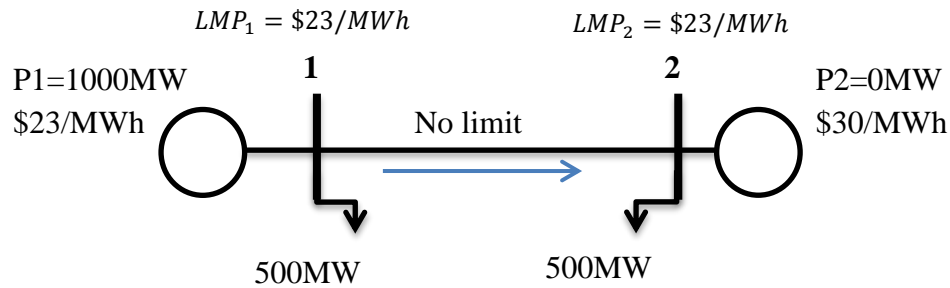 LMP₁ = $23/MWh
LMP₂ = $23/MWh
P1=1000MW
$23/MWh
1
No limit
2
P2=0MW
$30/MWh
500MW
500MW